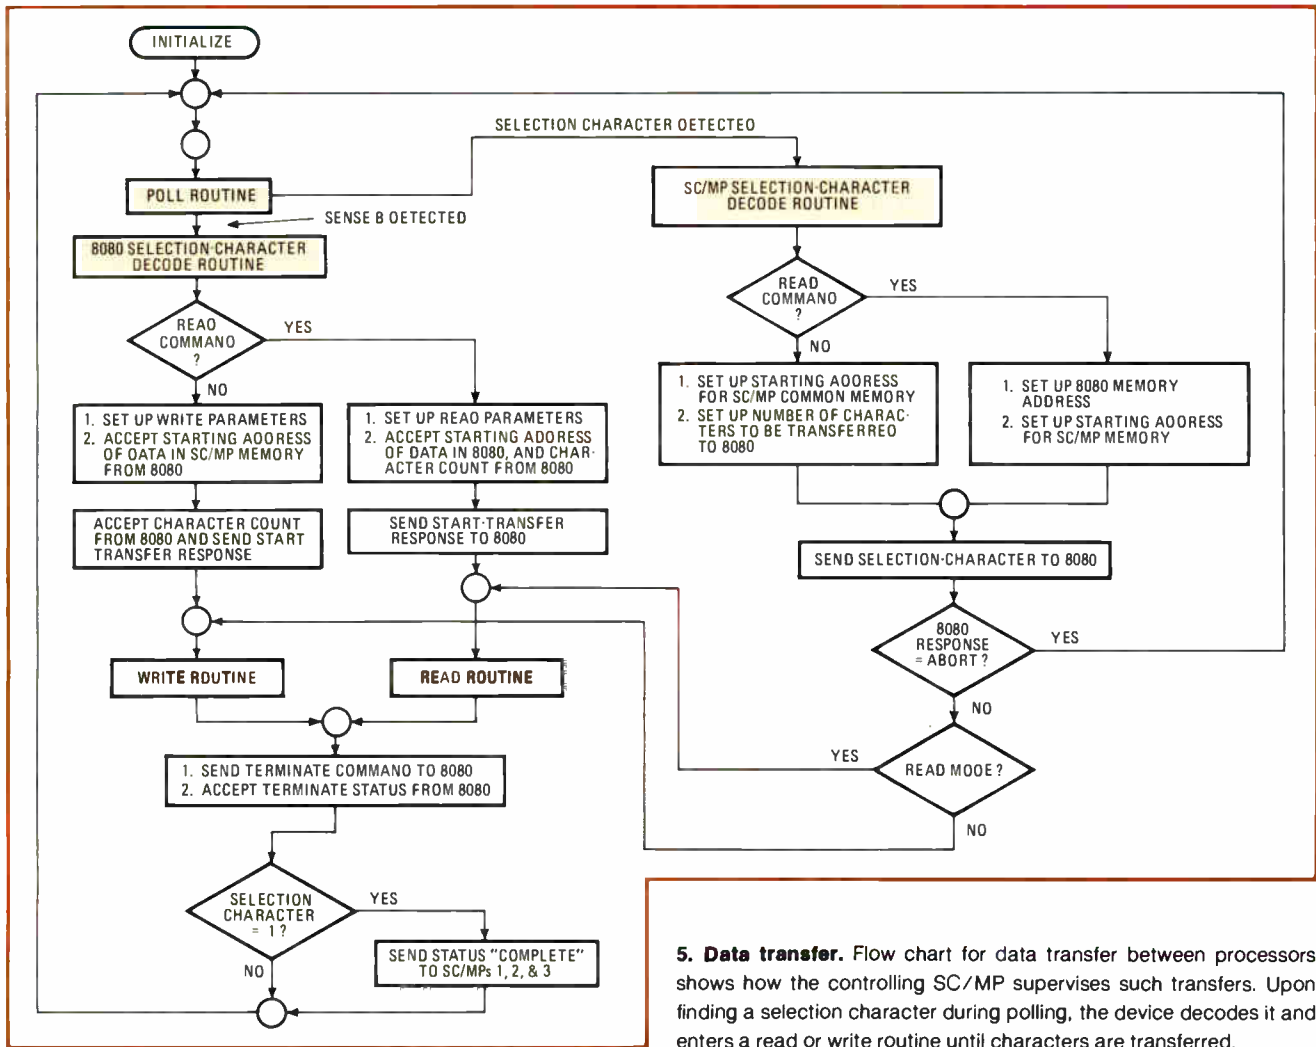 INITIALIZE
SELECTION CHARACTER OETECTEO
POLL ROUTINE
SENSE B OETECTED
8080 SELECTION-CHARACTER
DECODE ROUTINE
SC/MP SELECTION-CHARACTER
DECODE ROUTINE
REAO
COMMANO
?
YES
NO
READ
COMMANO
?
YES
NO
1. SET UP WRITE PARAMETERS
2. ACCEPT STARTING AOORESS
OF OATA IN SC/MP MEMORY
FROM 8080
1. SET UP REAO PARAMETERS
2. ACCEPT STARTING ADDRESS
OF DATA IN 8080, AND CHAR-
ACTER COUNT FROM 8080
1. SET UP STARTING AOORESS
FOR SC/MP COMMON MEMORY
2. SET UP NUMBER OF CHARAC-
TERS TO BE TRANSFERREO
TO 8080
1. SET UP 8080 MEMORY
ADDRESS
2. SET UP STARTING AOORESS
FOR SC/MP MEMORY
ACCEPT CHARACTER COUNT
FROM 8080 AND SEND START
TRANSFER RESPONSE
SEND START-TRANSFER
RESPONSE TO 8080
SEND SELECTION-CHARACTER TO 8080
8080
RESPONSE
= ABORT ?
YES
NO
WRITE ROUTINE
READ ROUTINE
READ MOOE?
YES
NO
1. SEND TERMINATE COMMANO TO 8080
2. ACCEPT TERMINATE STATUS FROM 8080
SELECTION
CHARACTER
= 1 ?
YES
NO
SEND STATUS "COMPLETE"
TO SC/MPs 1, 2, & 3
5. Data transfer. Flow chart for data transfer between processors
shows how the controlling SC/MP supervises such transfers. Upon
finding a selection character during polling, the device decodes it and
enters a read or write routine until characters are transferred.